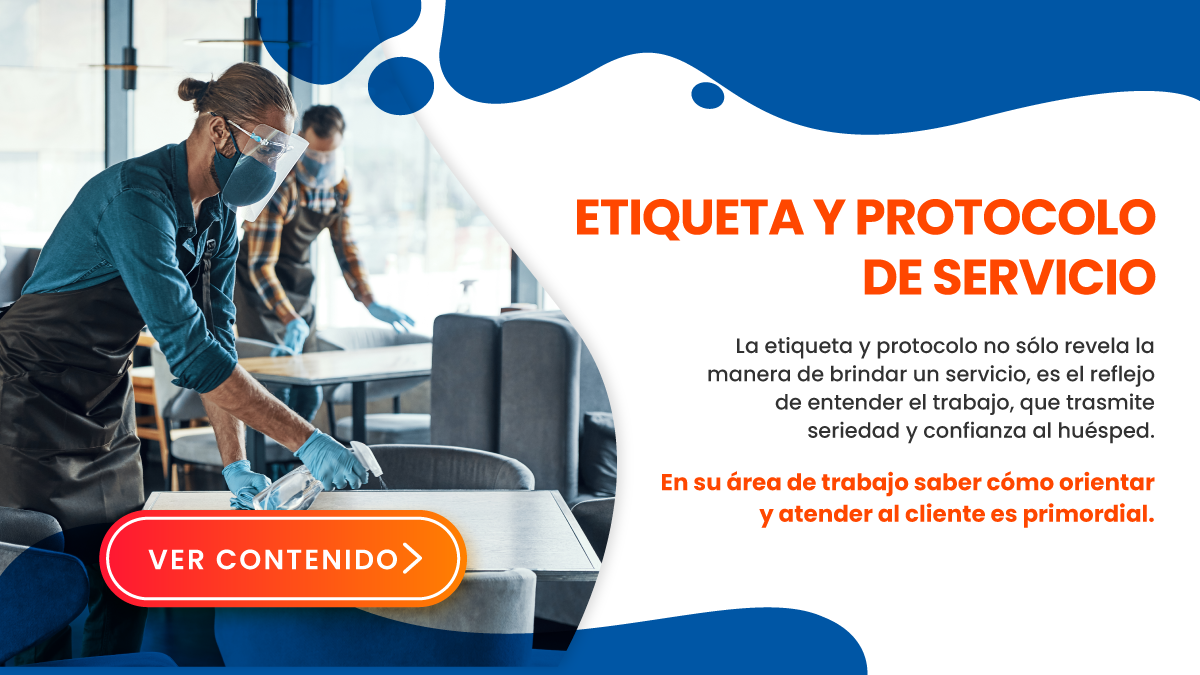 ETIQUETA Y PROTOCOLO
DE SERVICIO
La etiqueta y protocolo no sólo revela la
manera de brindar un servicio, es el reflejo
de entender el trabajo, que trasmite
seriedad y confianza al huésped.
En su área de trabajo saber cómo orientar
y atender al cliente es primordial.
VER CONTENIDO